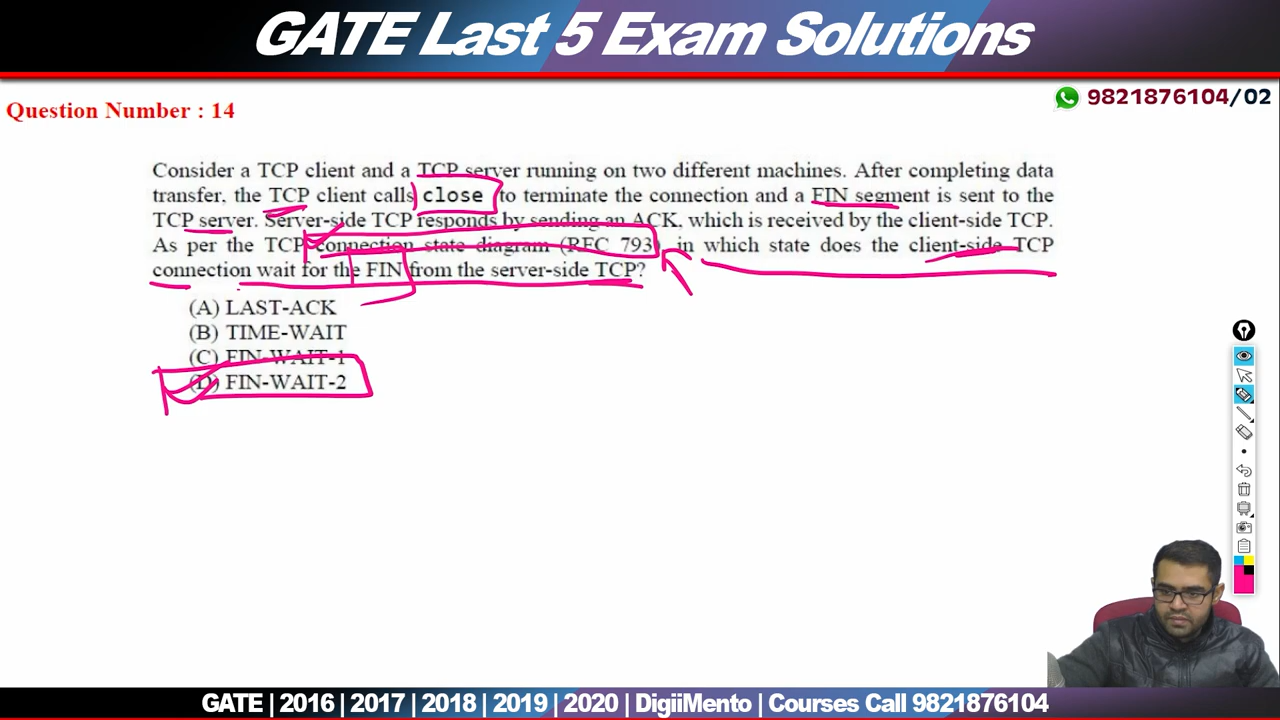 GATE Last 5 Exam Solutions
Question Number : 14
9821876104/02
Consider a TCP client and a TCP server running on two different machines. After completing data
transfer, the TCP client calls close to terminate the connection and a FIN segment is sent to the
TCP server. Server-side TCP responds by sending an ACK, which is received by the client-side TCP.
As per the TCP connection state diagram (RFC 793), in which state does the client-side TCP
connection wait for the FIN from the server-side TCP?
(A) LAST-ACK
(B) TIME-WAIT
(C) FIN-WAIT-1
(D) FIN-WAIT-2
GATE | 2016 | 2017 | 2018 | 2019 | 2020 | DigiiMento | Courses Call 9821876104